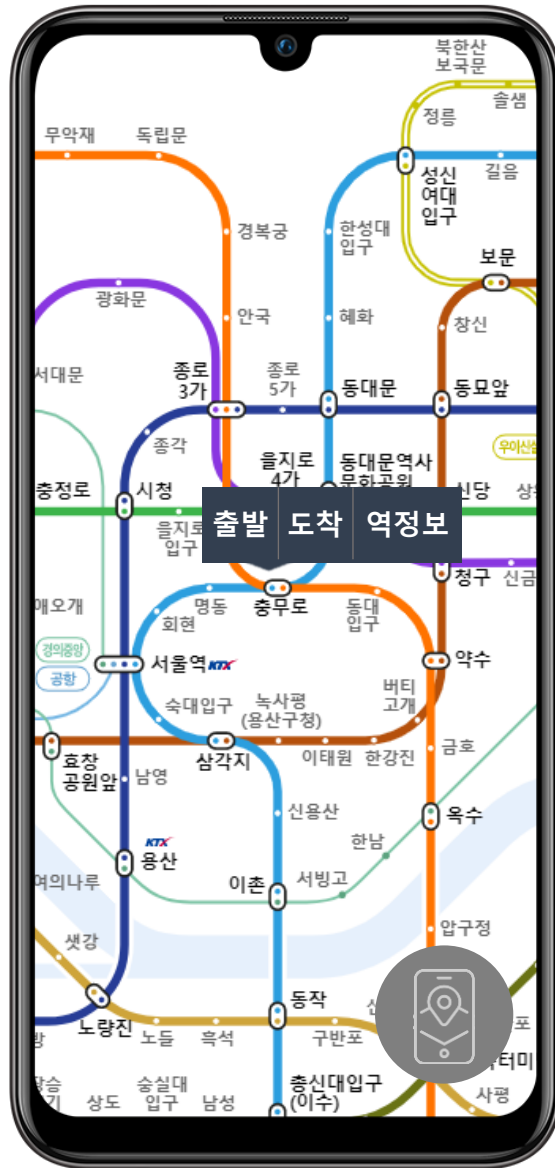 북한산
보국문
솔샘
정릉
무악재
독립문
성신
여대
입구
길음
경복궁
한성대
입구
보문
광화문
안국
혜화
창신
서대문
종로
3가
종로
5가
동대문
동묘앞
종각
을지로
4가
동대문역사
문화공원
우이신설
충정로
시청
신당
을지로
입구
출발
도착
역정보
청구
신금
애오개
명동
충무로
동대
입구
회현
경의중앙
공항
서울역
KTX
약수
숙대입구
녹사평
(용산구청)
버티
고개
효창
공원앞
삼각지
이태원
한강진
금호
남영
신용산
옥수
한남
KTX
용산
여의나루
이촌
서빙고
샛강
압구정
노량진
동작
노들
흑석
구반포
터미
총신대입구
(이수)
상도
숭실대
입구
남성
사평